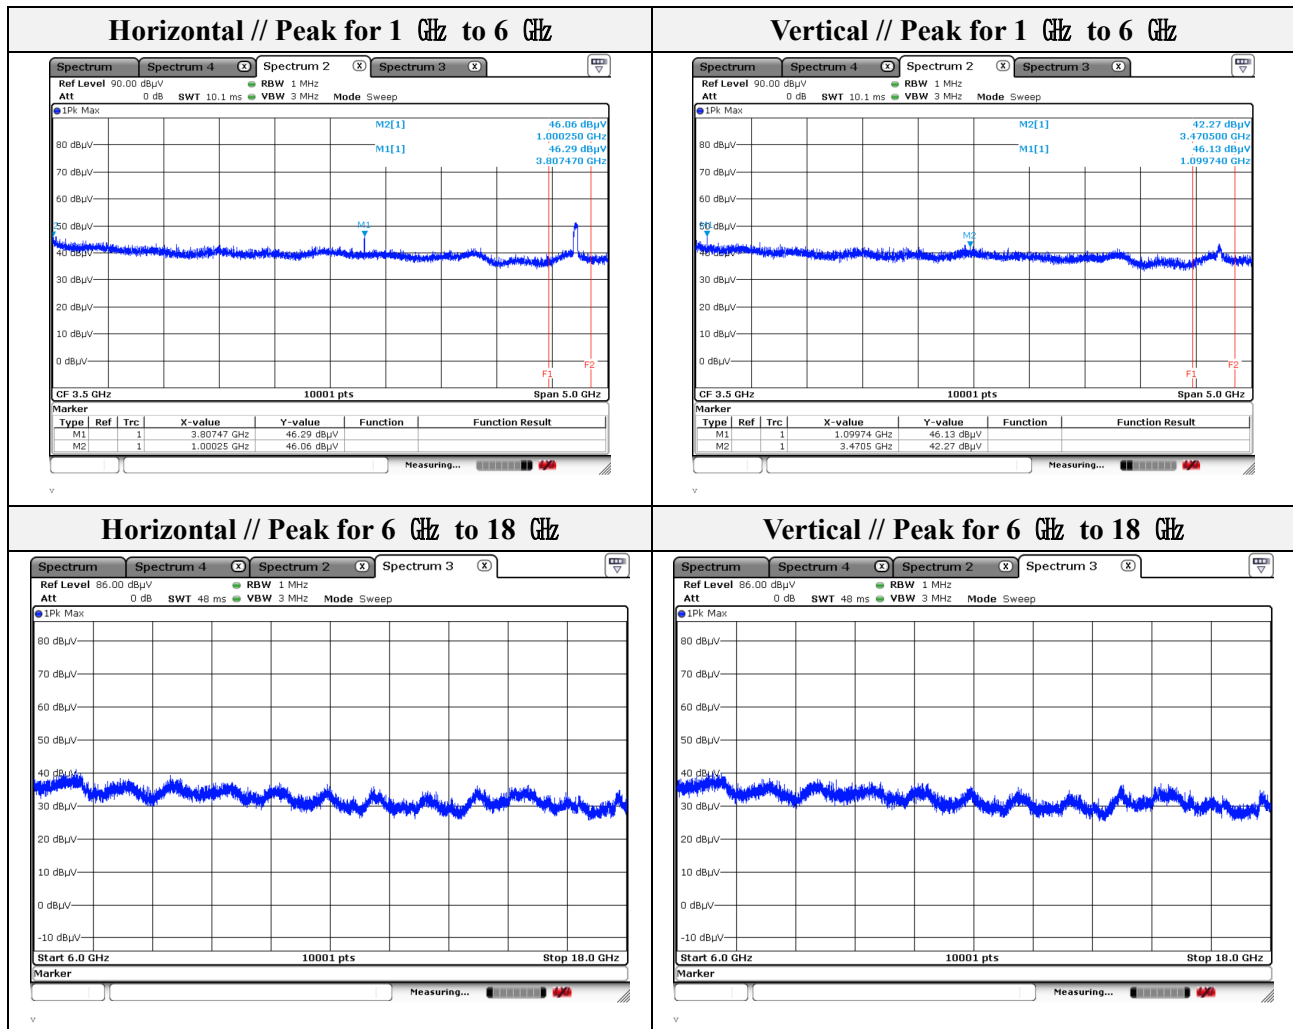 Horizontal // Peak for 1 ㎓ to 6 ㎓
Spectrum Spectrum 4 X Spectrum 2 X Spectrum 3 X
Ref Level 90.00 dBµV RBW 1 MHz
Att 0 dB SWT 10.1 ms VBW 3 MHz Mode Sweep
1Pk Max
M2[1] 46.06 dBµV
1.000250 GHz
M1[1] 46.29 dBµV
3.807470 GHz
80 dBµV
70 dBµV
60 dBµV
50 dBµV
M1
40 dBµV
30 dBµV
20 dBµV
10 dBµV
0 dBµV
F1
F2
CF 3.5 GHz 10001 pts Span 5.0 GHz
Marker
Type Ref Trc X-value Y-value Function Function Result
M1 1 3.80747 GHz 46.29 dBµV
M2 1 1.00025 GHz 46.06 dBµV
Measuring...
v
Vertical // Peak for 1 ㎓ to 6 ㎓
Spectrum Spectrum 4 X Spectrum 2 X Spectrum 3 X
Ref Level 90.00 dBµV RBW 1 MHz
Att 0 dB SWT 10.1 ms VBW 3 MHz Mode Sweep
1Pk Max
M2[1] 42.27 dBµV
3.470500 GHz
M1[1] 46.13 dBµV
1.099740 GHz
80 dBµV
70 dBµV
60 dBµV
50 dBµV
M1
M2
40 dBµV
30 dBµV
20 dBµV
10 dBµV
0 dBµV
F1
F2
CF 3.5 GHz 10001 pts Span 5.0 GHz
Marker
Type Ref Trc X-value Y-value Function Function Result
M1 1 1.09974 GHz 46.13 dBµV
M2 1 3.4705 GHz 42.27 dBµV
Measuring...
v
Horizontal // Peak for 6 ㎓ to 18 ㎓
Spectrum Spectrum 4 X Spectrum 2 X Spectrum 3 X
Ref Level 86.00 dBµV RBW 1 MHz
Att 0 dB SWT 48 ms VBW 3 MHz Mode Sweep
1Pk Max
80 dBµV
70 dBµV
60 dBµV
50 dBµV
40 dBµV
30 dBµV
20 dBµV
10 dBµV
0 dBµV
-10 dBµV
Start 6.0 GHz 10001 pts Stop 18.0 GHz
Marker
Measuring...
v
Vertical // Peak for 6 ㎓ to 18 ㎓
Spectrum Spectrum 4 X Spectrum 2 X Spectrum 3 X
Ref Level 86.00 dBµV RBW 1 MHz
Att 0 dB SWT 48 ms VBW 3 MHz Mode Sweep
1Pk Max
80 dBµV
70 dBµV
60 dBµV
50 dBµV
40 dBµV
30 dBµV
20 dBµV
10 dBµV
0 dBµV
-10 dBµV
Start 6.0 GHz 10001 pts Stop 18.0 GHz
Marker
Measuring...
v